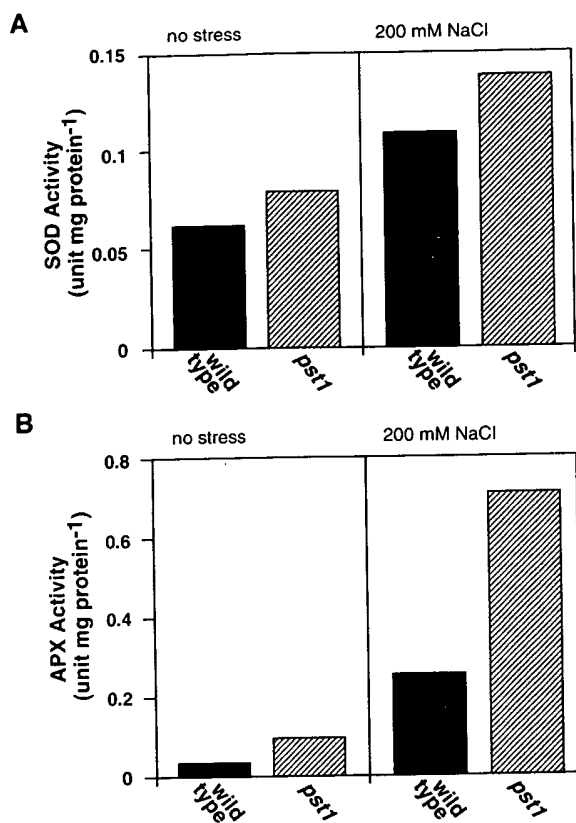 A
no stress
200 mM NaCl
SOD Activity
(unit mg protein-1)
0.15
0.1
0.05
0
wild
type
pst1
wild
type
pst1
B
no stress
200 mM NaCl
APX Activity
(unit mg protein-1)
0.8
0.6
0.4
0.2
0
wild
type
pst1
wild
type
pst1